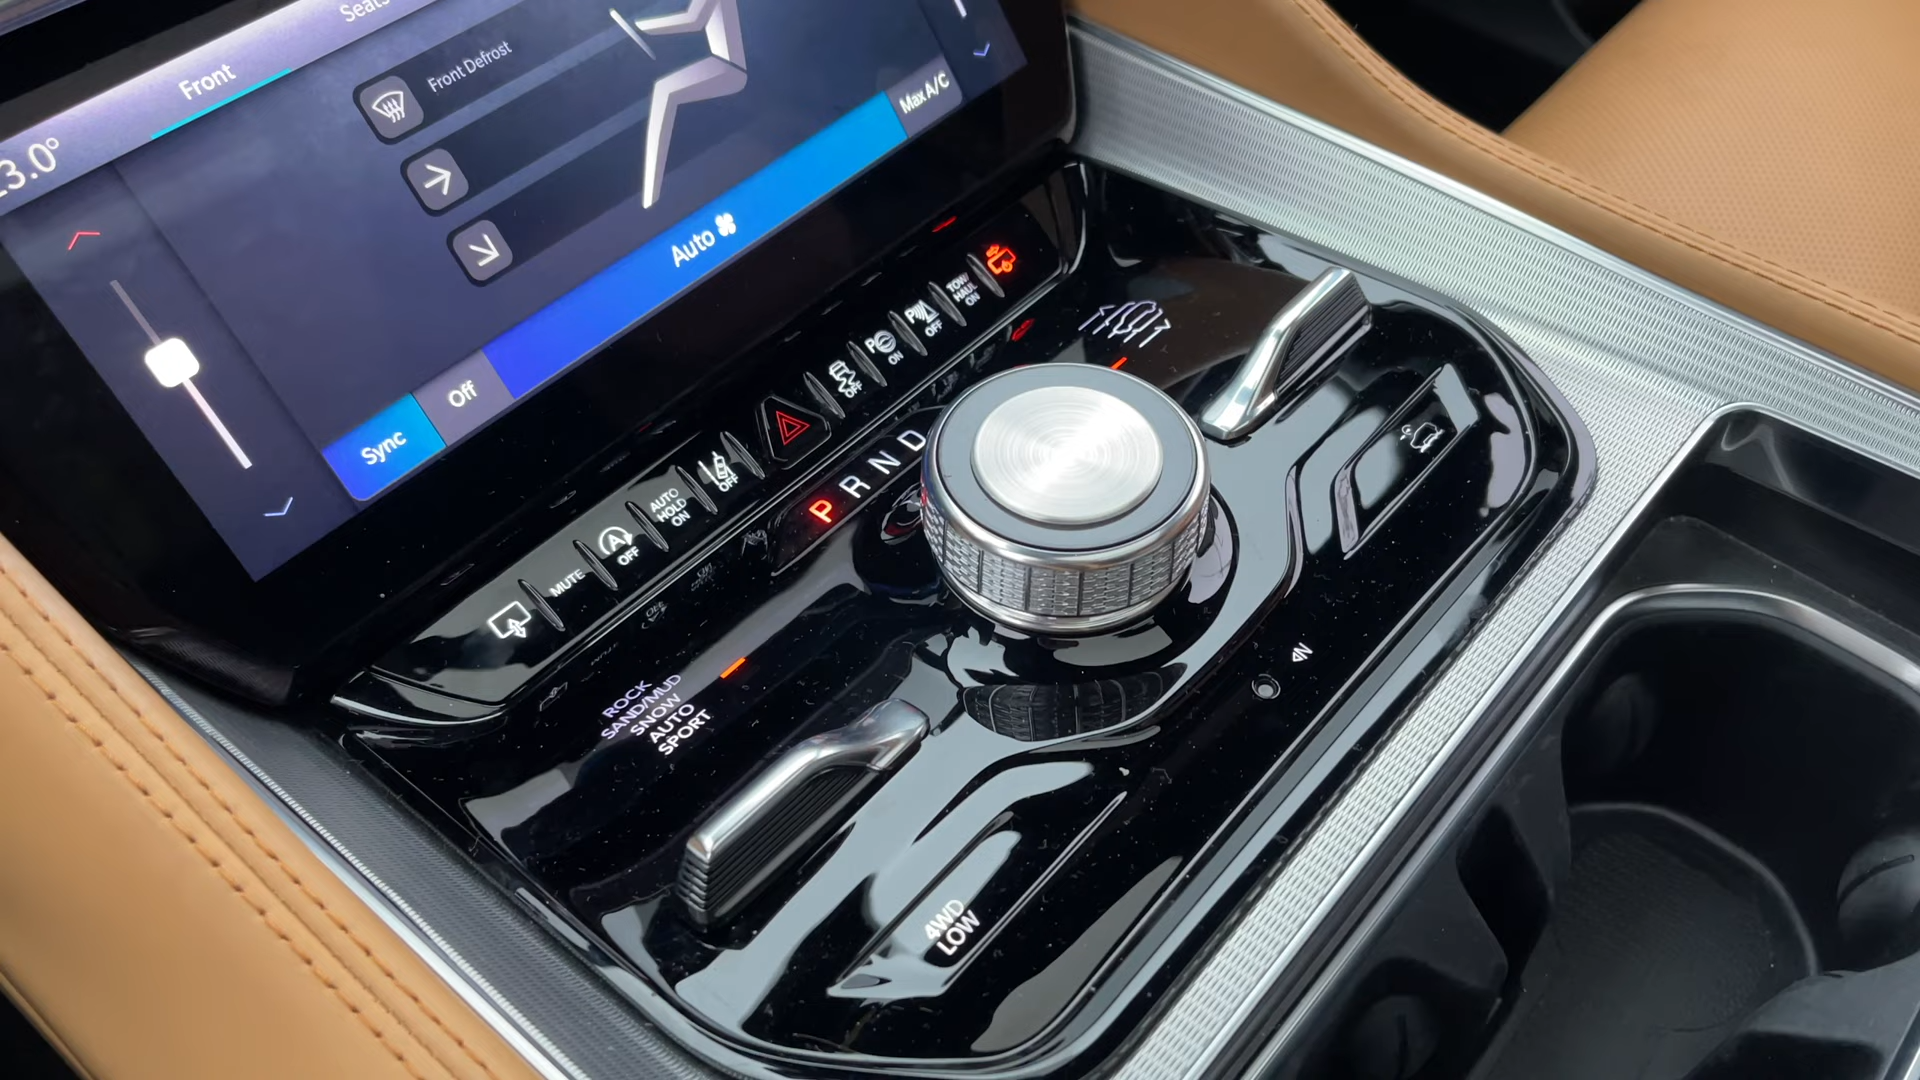 Seats
Front
Front Defrost
3.0°
Max A/C
Auto
Off
Sync
TOW/
HAUL
ON
P
OFF
P
ON
OFF
OFF
AUTO
HOLD
ON
A
OFF
MUTE
P R N D
ROCK
SAND/MUD
SNOW
AUTO
SPORT
N
4WD
LOW